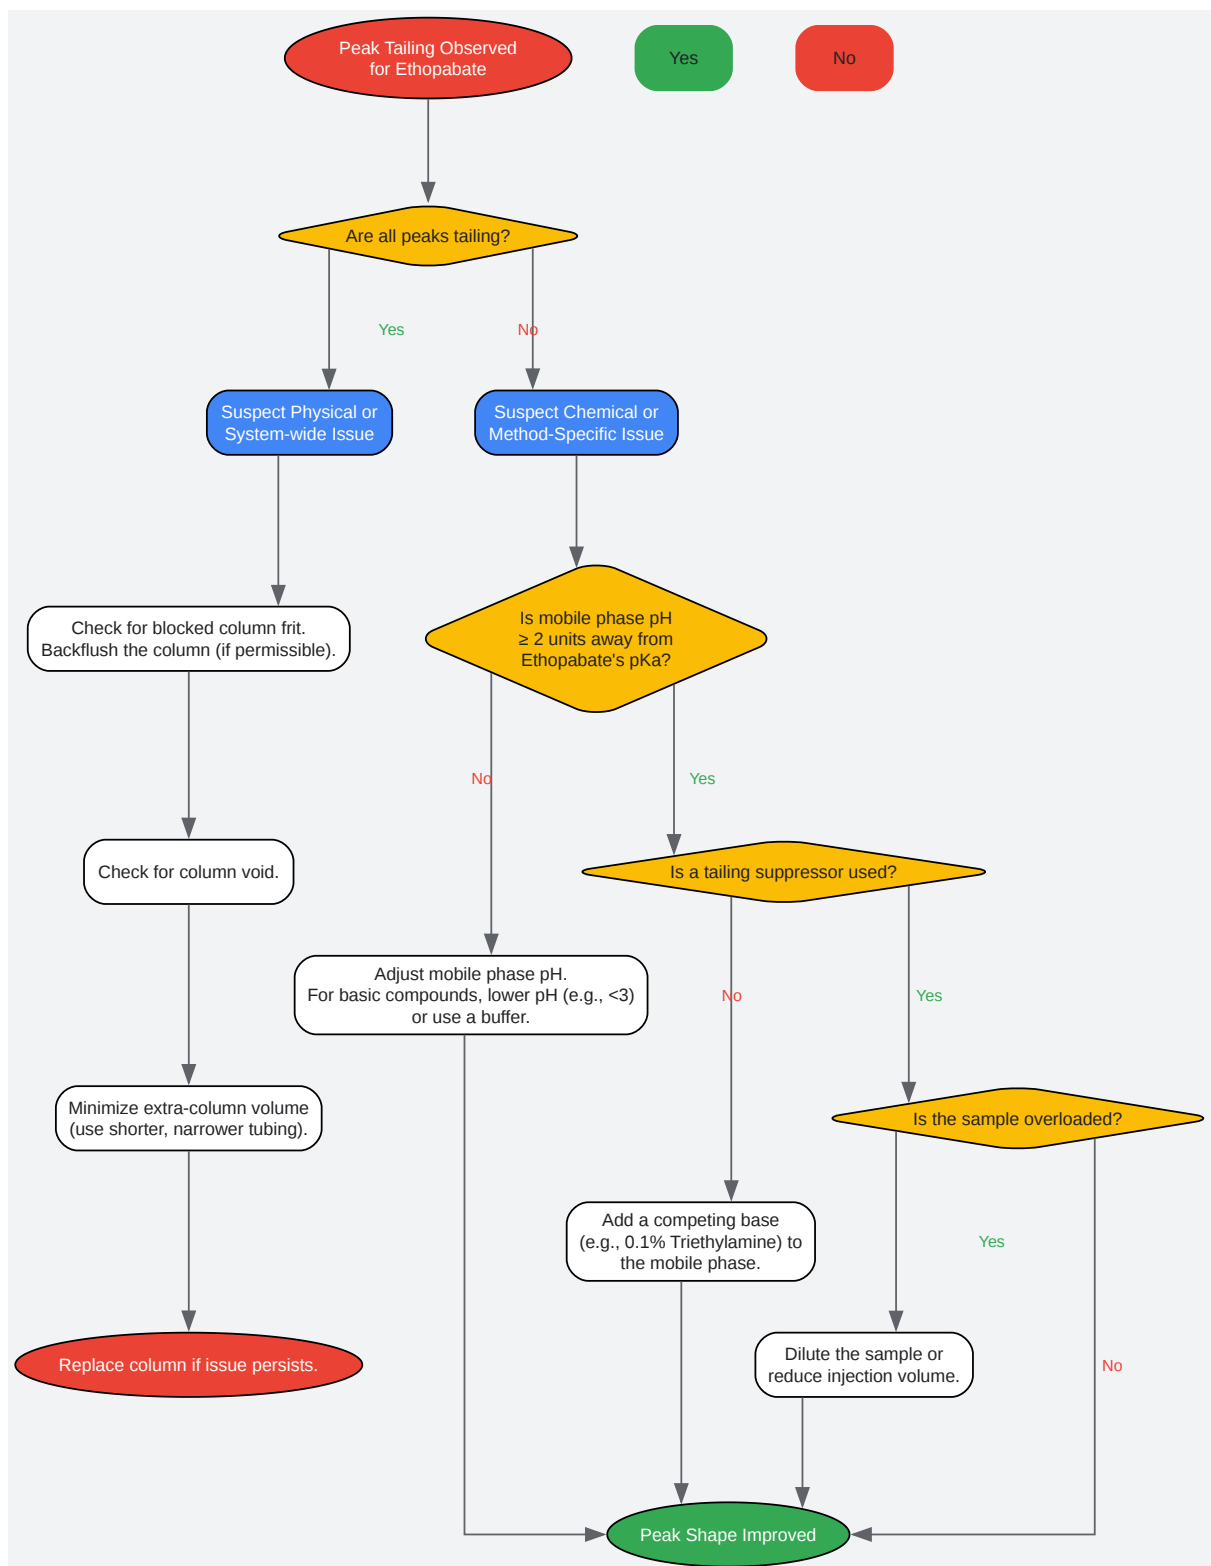 Peak Tailing Observed
for Ethopabate
Yes
No
Are all peaks tailing?
Yes
No
Suspect Physical or
System-wide Issue
Suspect Chemical or
Method-Specific Issue
Is mobile phase pH
≥ 2 units away from
Ethopabate's pKa?
Check for blocked column frit.
Backflush the column (if permissible).
No
Yes
Check for column void.
Is a tailing suppressor used?
Adjust mobile phase pH.
For basic compounds, lower pH (e.g., <3)
or use a buffer.
No
Yes
Minimize extra-column volume
(use shorter, narrower tubing).
Is the sample overloaded?
Add a competing base
(e.g., 0.1% Triethylamine) to
the mobile phase.
Yes
Replace column if issue persists.
Dilute the sample or
reduce injection volume.
No
Peak Shape Improved